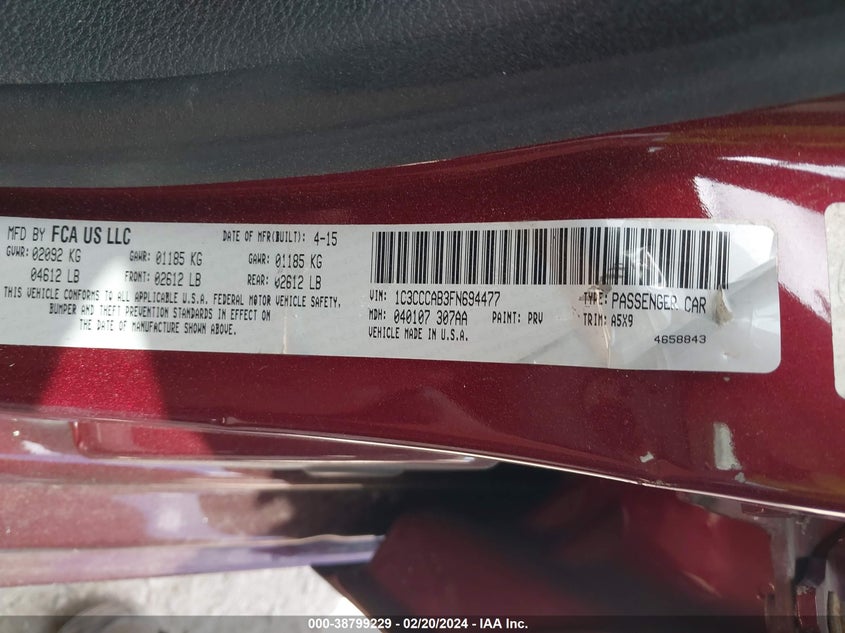 MFD BY FCA US LLC DATE OF MFR(BUILT): 4-15
GVWR: 02092 KG GAWR: 01185 KG GAWR: 01185 KG
04612 LB FRONT: 02612 LB REAR: 02612 LB
THIS VEHICLE CONFORMS TO ALL APPLICABLE U.S.A. FEDERAL MOTOR VEHICLE SAFETY,
BUMPER AND THEFT PREVENTION STANDARDS IN EFFECT ON
THE DATE OF MANUFACTURE SHOWN ABOVE.
VIN: 1C3CCCAB3FN694477 TYPE: PASSENGER CAR
MDH: 040107 307AA PAINT: PRV TRIM: A5X9
VEHICLE MADE IN U.S.A. 4658843
000-38799229 - 02/20/2024 - IAA Inc.